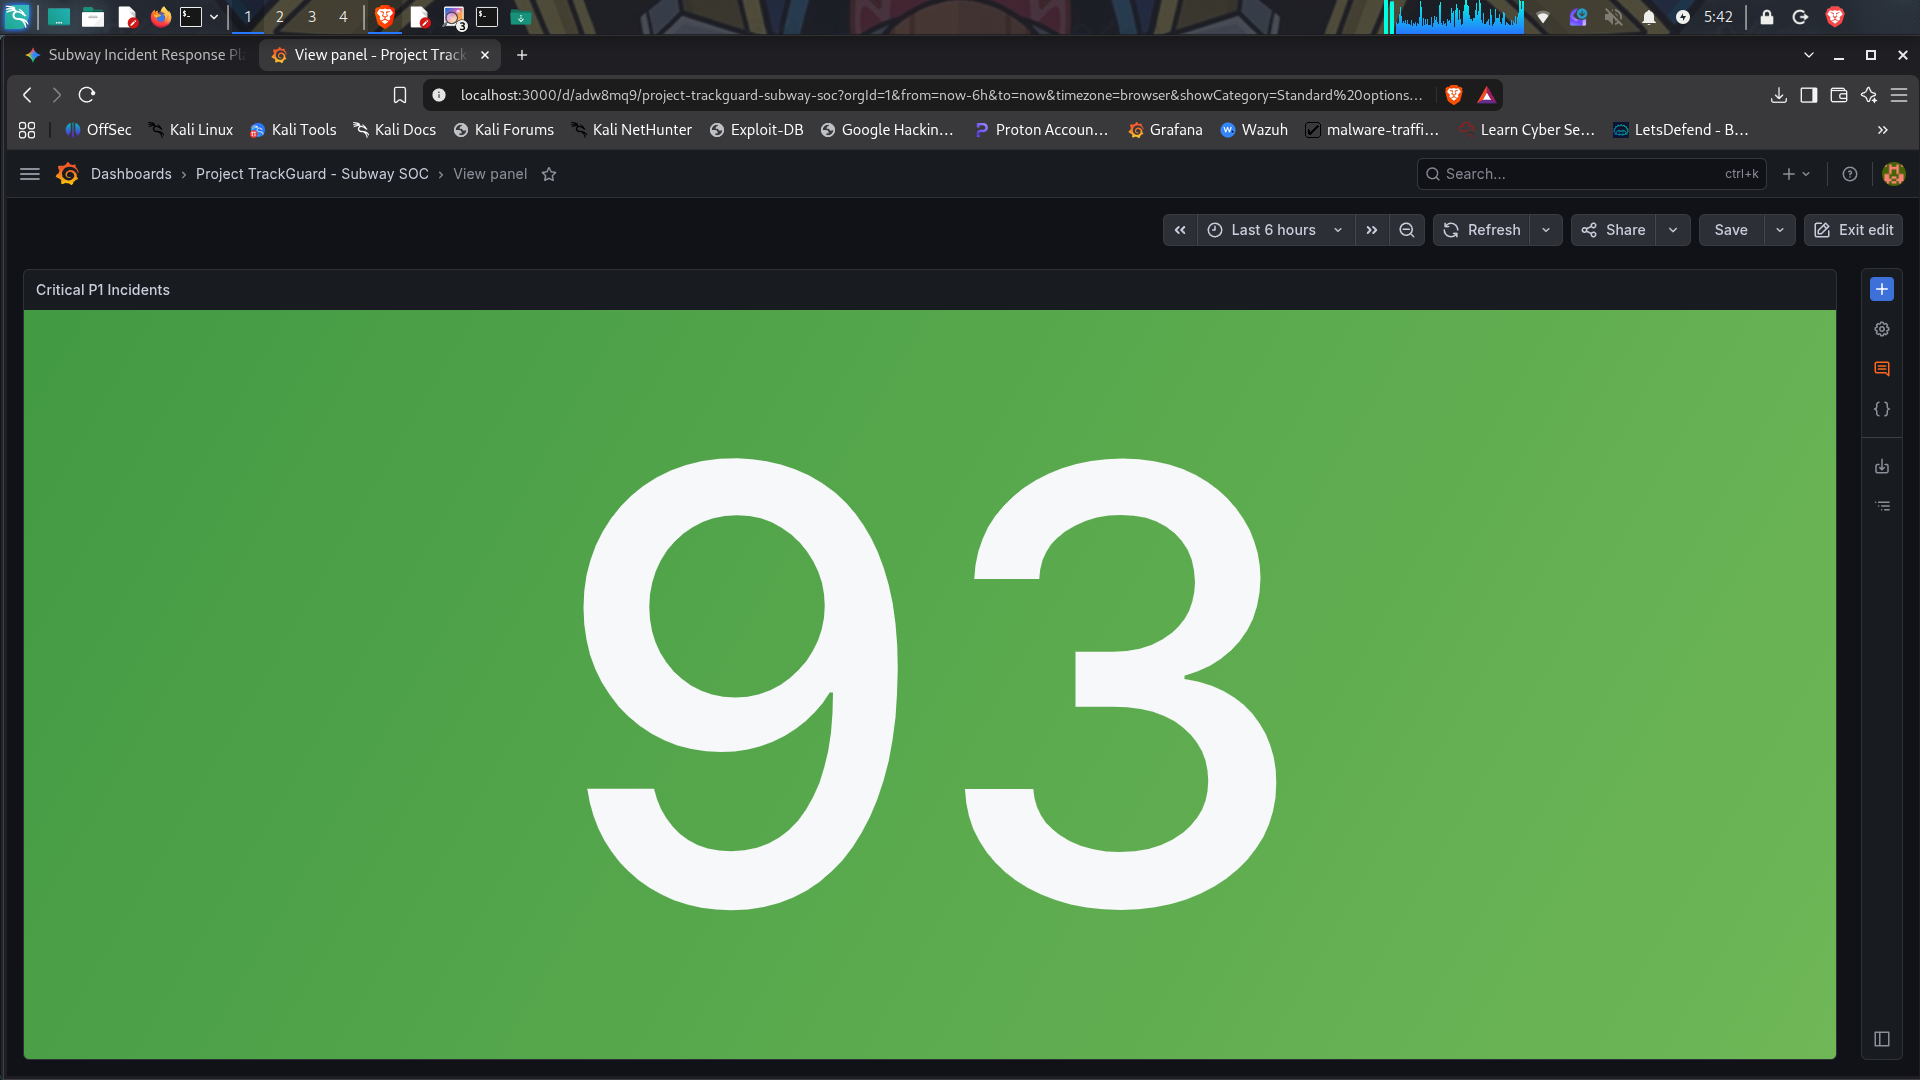 1 2 3 4 3 5:42
Subway Incident Response Pl
View panel - Project Track
localhost:3000/d/adw8mq9/project-trackguard-subway-soc?orgId=1&from=now-6h&to=now&timezone=browser&showCategory=Standard%20options...
OffSec Kali Linux Kali Tools Kali Docs Kali Forums Kali NetHunter Exploit-DB Google Hackin... Proton Accoun... Grafana Wazuh malware-traffi... Learn Cyber Se... LetsDefend - B... »
Dashboards › Project TrackGuard - Subway SOC › View panel Search... ctrl+k
Last 6 hours Refresh Share Save Exit edit
Critical P1 Incidents
93